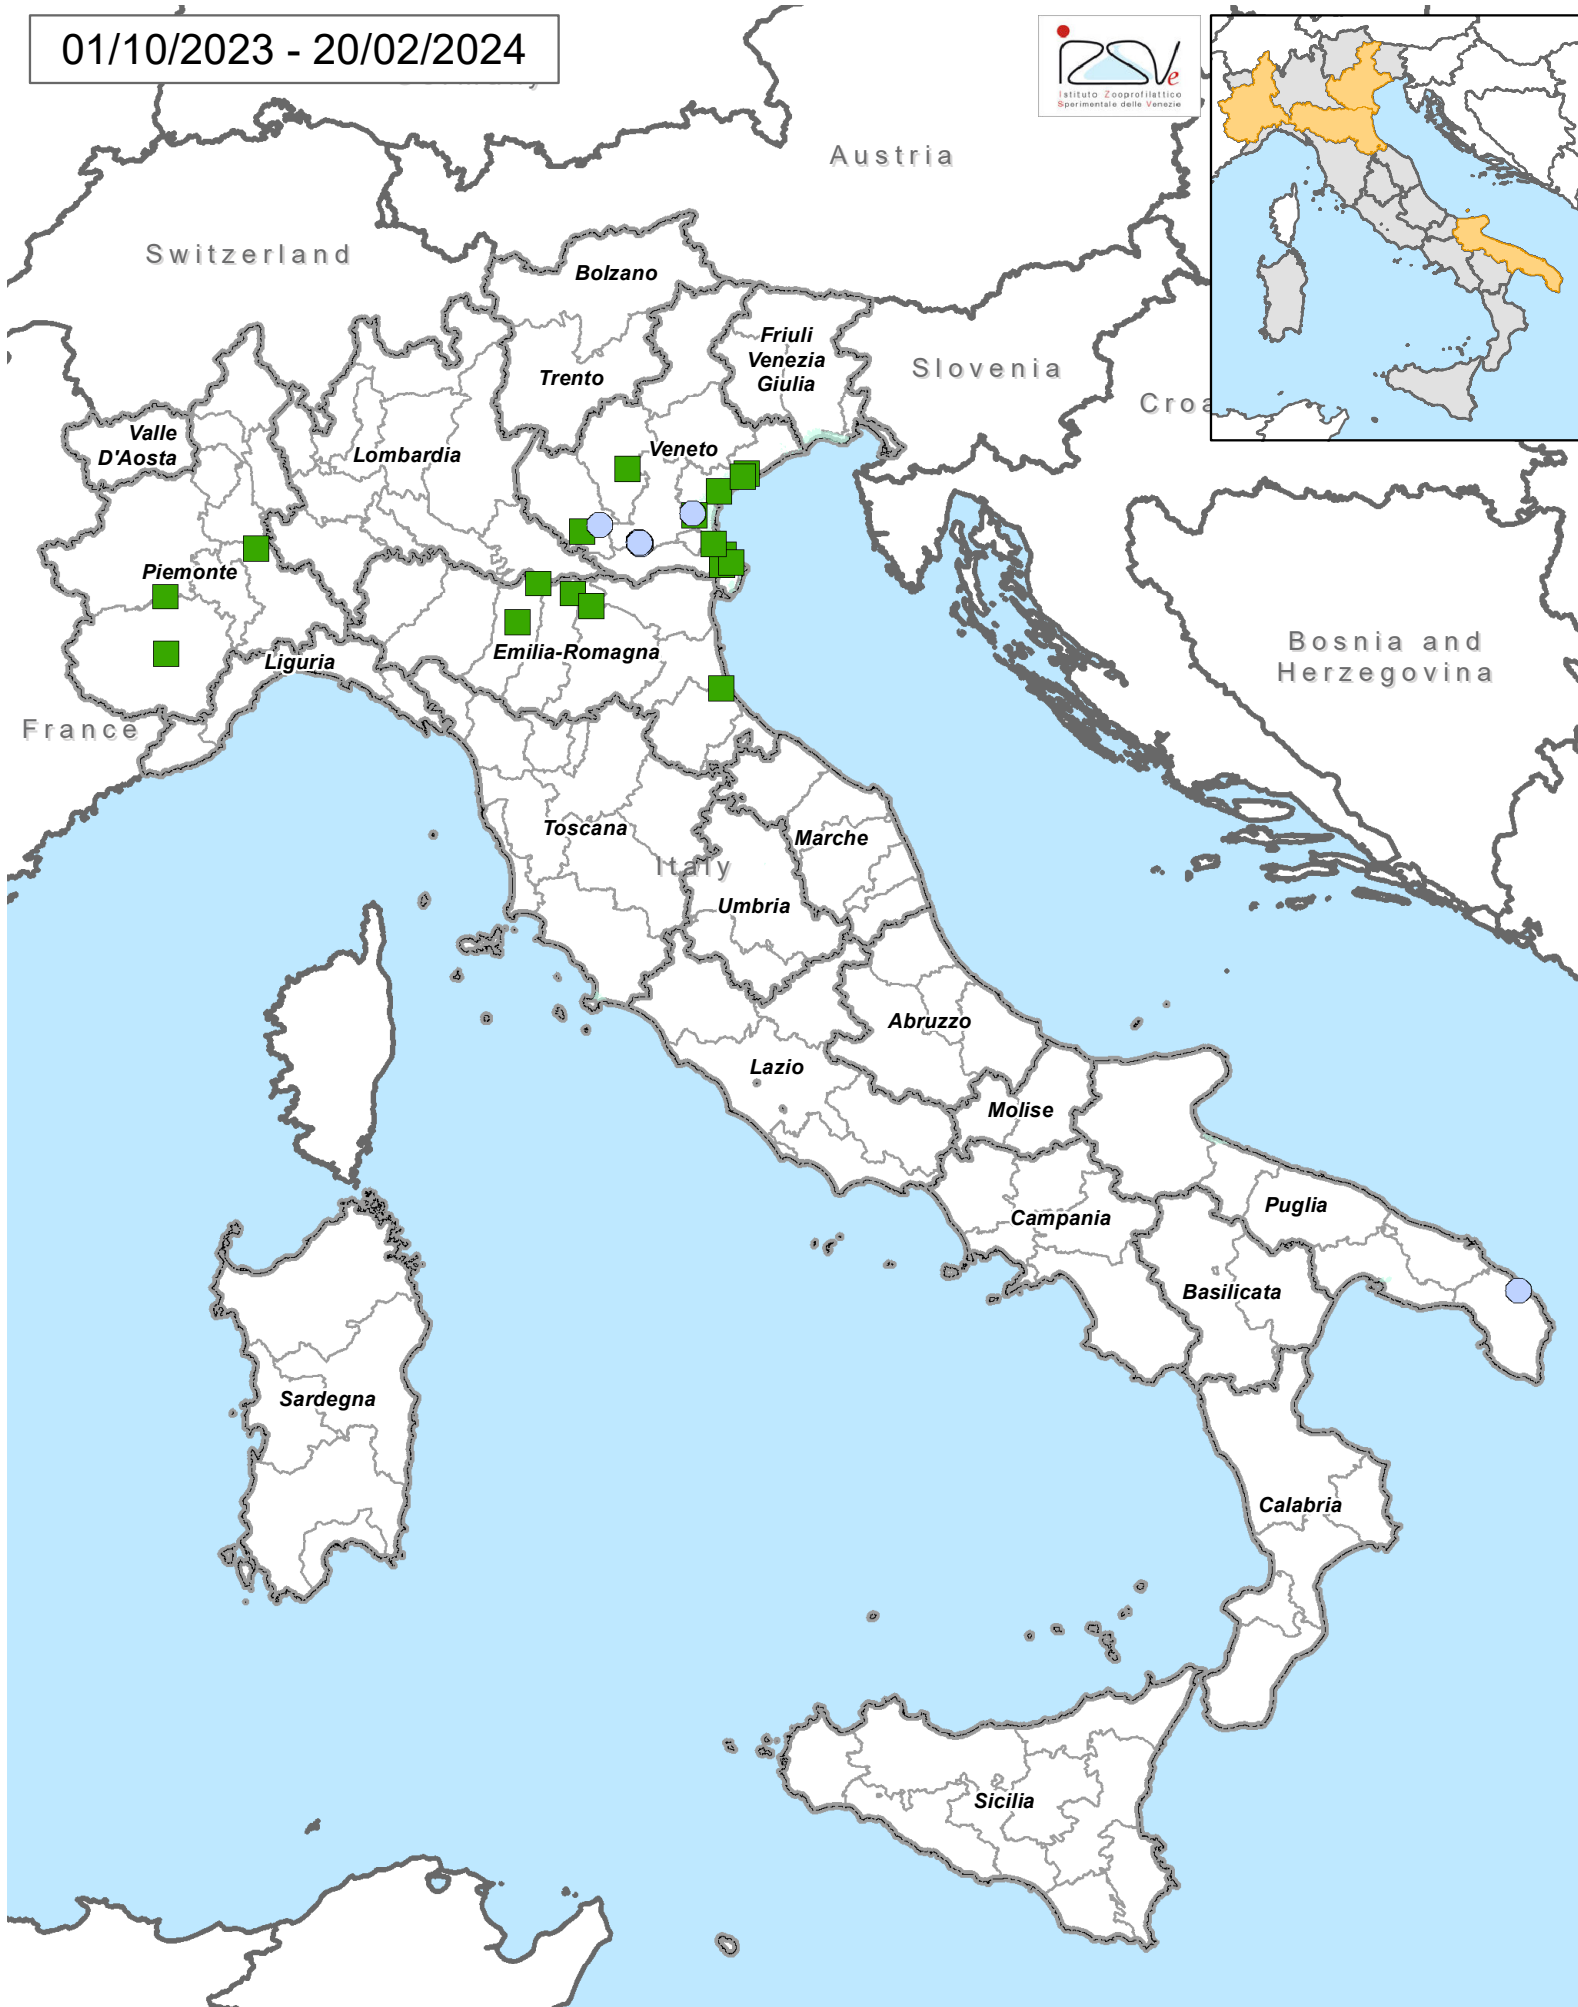 01/10/2023 - 20/02/2024
IZSVe
Istituto Zooprofilattico
Sperimentale delle Venezie
Austria
Switzerland
Bolzano
Friuli
Venezia
Giulia
Slovenia
Trento
Croa
Valle
D'Aosta
Lombardia
Veneto
Piemonte
Bosnia and
Herzegovina
Emilia-Romagna
Liguria
France
Toscana
Marche
Italy
Umbria
Abruzzo
Lazio
Molise
Puglia
Campania
Basilicata
Sardegna
Calabria
Sicilia